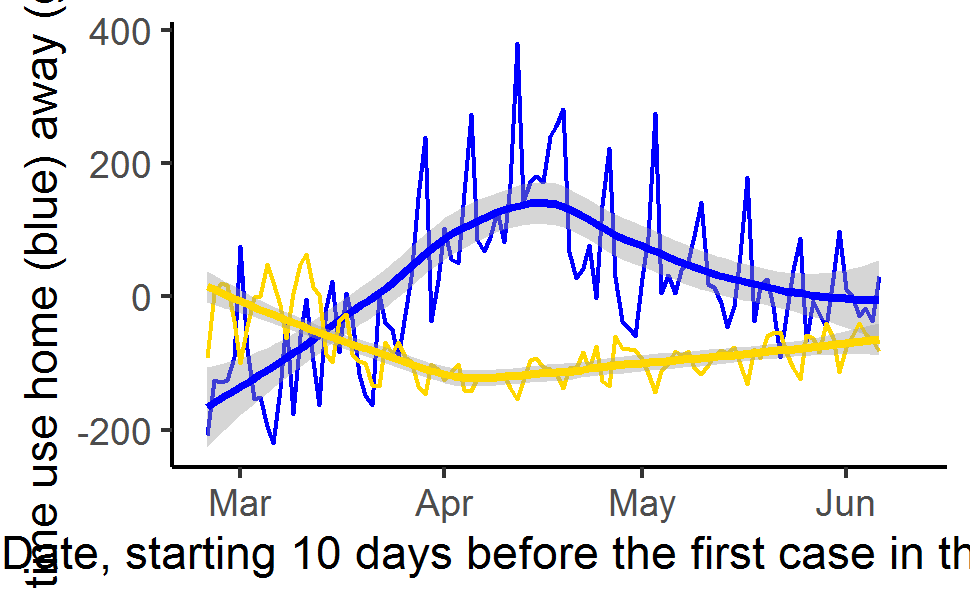 time use home (blue) away (
400
200
0
-200
Mar Apr May Jun
Date, starting 10 days before the first case in th